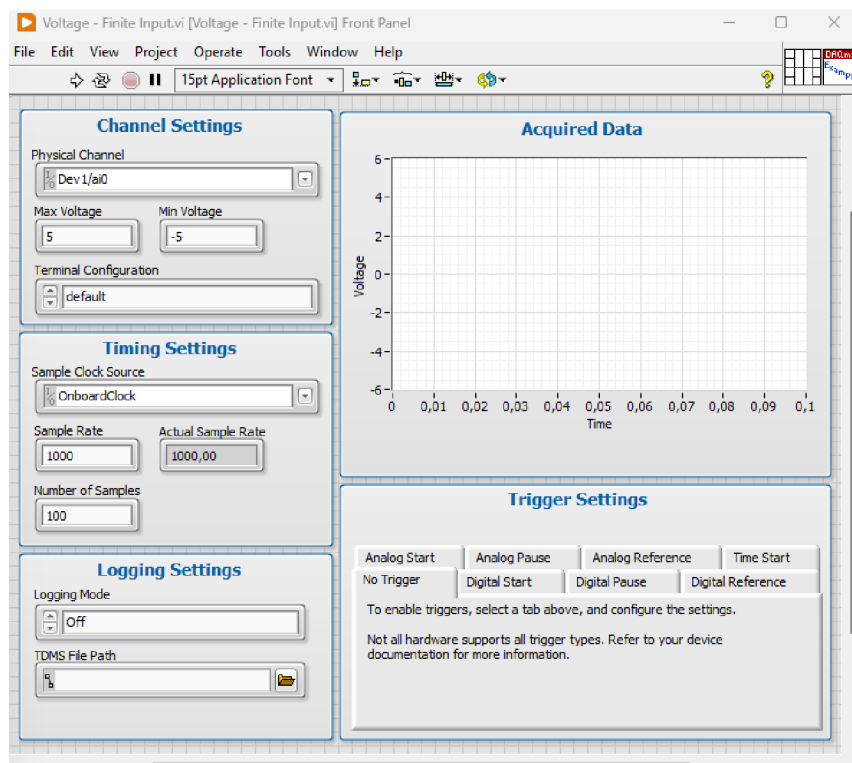 Voltage - Finite Input.vi [Voltage - Finite Input.vi] Front Panel
File Edit View Project Operate Tools Window Help
15pt Application Font
?
DAQm
Examp
Channel Settings
Physical Channel
I/O Dev1/ai0
Max Voltage Min Voltage
5 -5
Terminal Configuration
default
Timing Settings
Sample Clock Source
I/O OnboardClock
Sample Rate Actual Sample Rate
1000 1000,00
Number of Samples
100
Logging Settings
Logging Mode
Off
TDMS File Path
Acquired Data
Voltage
6
4
2
0
-2
-4
-6
0 0,01 0,02 0,03 0,04 0,05 0,06 0,07 0,08 0,09 0,1
Time
Trigger Settings
Analog Start Analog Pause Analog Reference Time Start
No Trigger Digital Start Digital Pause Digital Reference
To enable triggers, select a tab above, and configure the settings.
Not all hardware supports all trigger types. Refer to your device
documentation for more information.